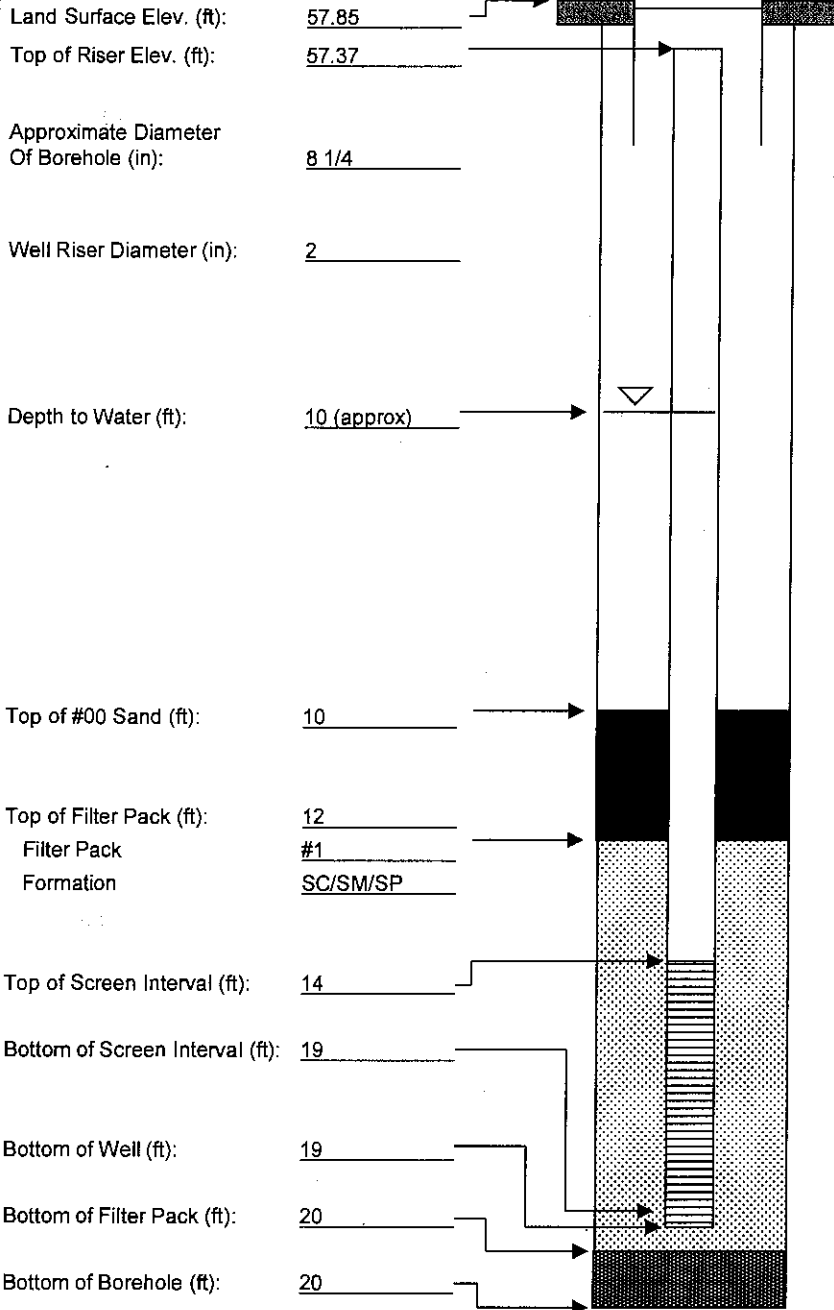 Land Surface Elev. (ft): 57.85
Top of Riser Elev. (ft): 57.37
Approximate Diameter
Of Borehole (in): 8 1/4
Well Riser Diameter (in): 2
Depth to Water (ft): 10 (approx)
Top of #00 Sand (ft): 10
Top of Filter Pack (ft): 12
Filter Pack #1
Formation SC/SM/SP
Top of Screen Interval (ft): 14
Bottom of Screen Interval (ft): 19
Bottom of Well (ft): 19
Bottom of Filter Pack (ft): 20
Bottom of Borehole (ft): 20